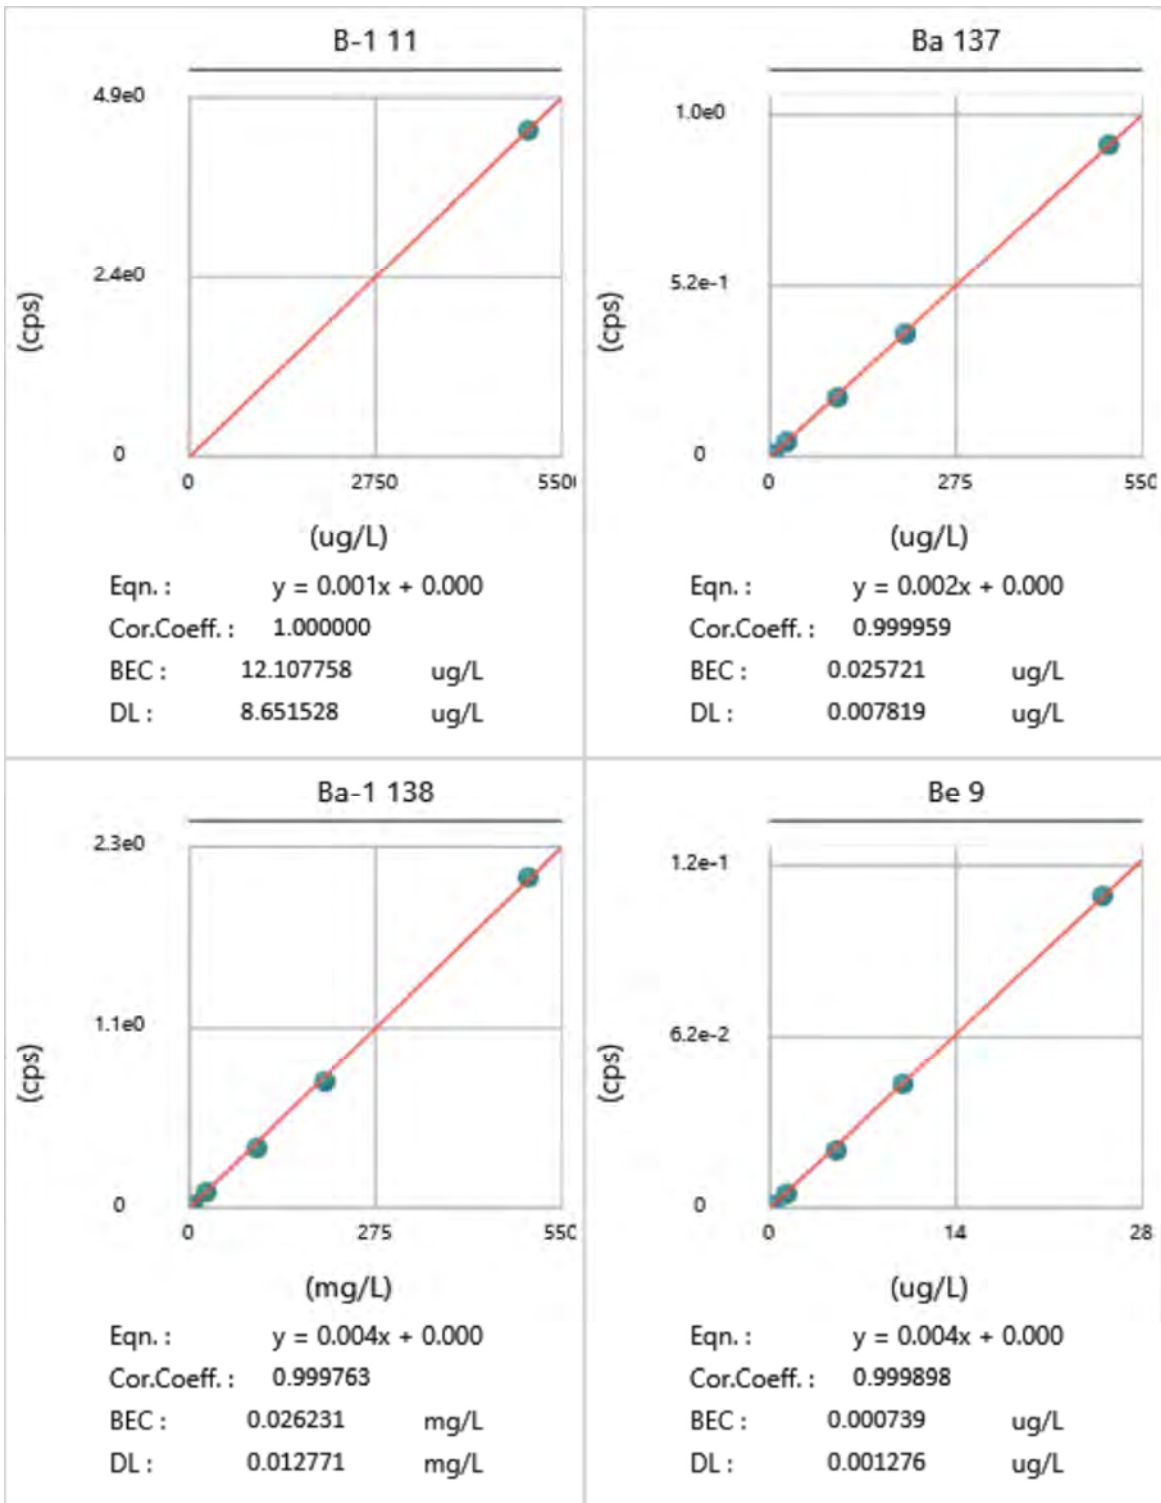 B-1 11
4.9e0
2.4e0
0
(cps)
0 2750 5500
(ug/L)
Eqn. : y = 0.001x + 0.000
Cor.Coeff. : 1.000000
BEC : 12.107758 ug/L
DL : 8.651528 ug/L
Ba 137
1.0e0
5.2e-1
0
(cps)
0 275 550
(ug/L)
Eqn. : y = 0.002x + 0.000
Cor.Coeff. : 0.999959
BEC : 0.025721 ug/L
DL : 0.007819 ug/L
Ba-1 138
2.3e0
1.1e0
0
(cps)
0 275 550
(mg/L)
Eqn. : y = 0.004x + 0.000
Cor.Coeff. : 0.999763
BEC : 0.026231 mg/L
DL : 0.012771 mg/L
Be 9
1.2e-1
6.2e-2
0
(cps)
0 14 28
(ug/L)
Eqn. : y = 0.004x + 0.000
Cor.Coeff. : 0.999898
BEC : 0.000739 ug/L
DL : 0.001276 ug/L